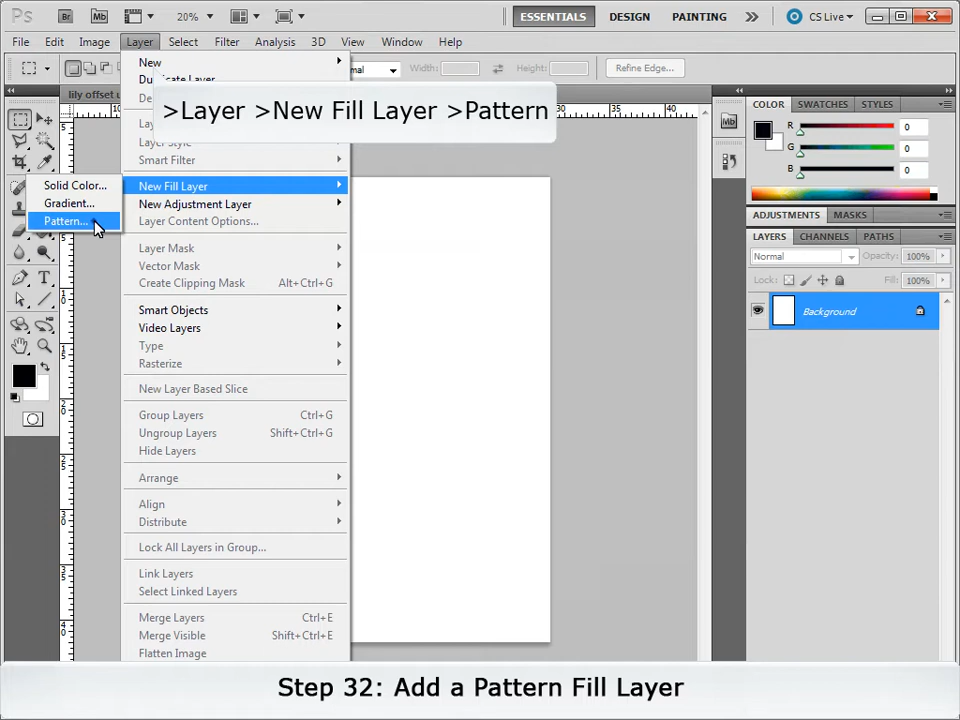 Ps Br Mb 20% ESSENTIALS DESIGN PAINTING CS Live
File Edit Image Layer Select Filter Analysis 3D View Window Help
Width: Height: Refine Edge...
lily offset
>Layer >New Fill Layer >Pattern
New
Duplicate Layer
Layer Style
Smart Filter
New Fill Layer
New Adjustment Layer
Layer Content Options...
Layer Mask
Vector Mask
Create Clipping Mask Alt+Ctrl+G
Smart Objects
Video Layers
Type
Rasterize
New Layer Based Slice
Group Layers Ctrl+G
Ungroup Layers Shift+Ctrl+G
Hide Layers
Arrange
Align
Distribute
Lock All Layers in Group...
Link Layers
Select Linked Layers
Merge Layers Ctrl+E
Merge Visible Shift+Ctrl+E
Flatten Image
Solid Color...
Gradient...
Pattern...
Mb
COLOR SWATCHES STYLES
R 0
G 0
B 0
ADJUSTMENTS MASKS
LAYERS CHANNELS PATHS
Normal Opacity: 100%
Lock: Fill: 100%
Background
Step 32: Add a Pattern Fill Layer